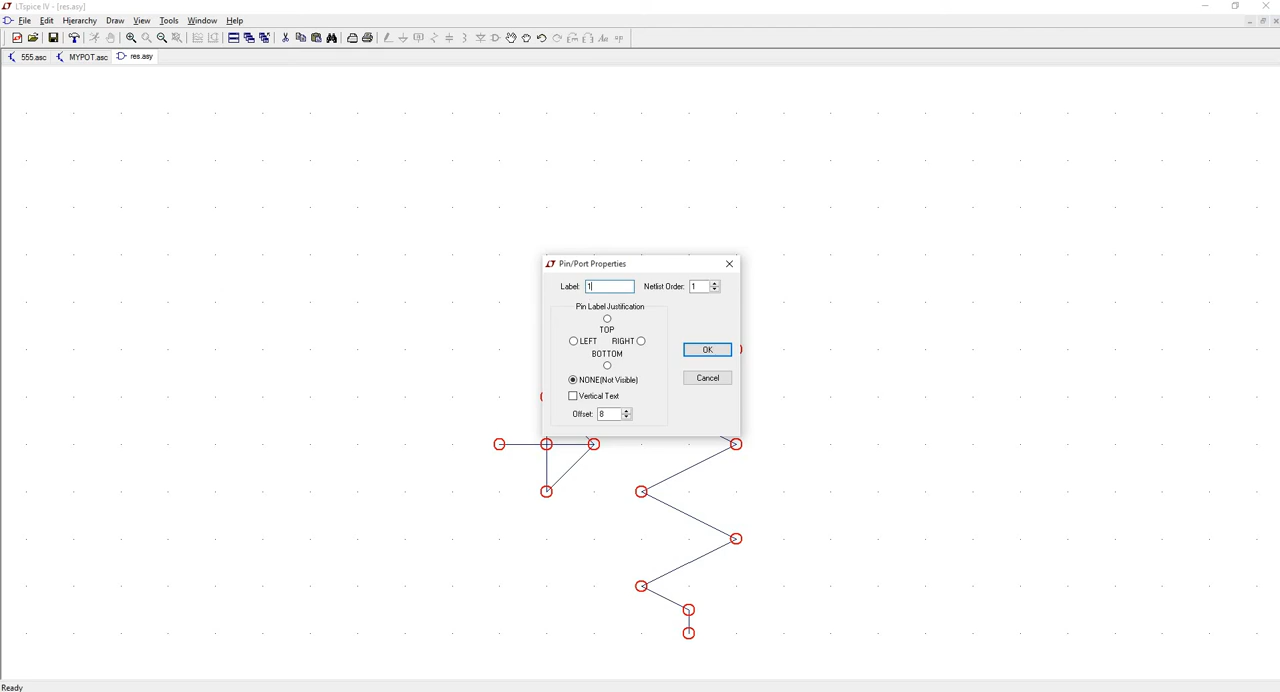 LTspice IV - [res.asy]
File Edit Hierarchy Draw View Tools Window Help
555.asc MYPOT.asc res.asy
Pin/Port Properties
Label: 1 Netlist Order: 1
Pin Label Justification
TOP
LEFT RIGHT
BOTTOM
NONE(Not Visible)
Vertical Text
Offset: 8
OK
Cancel
Ready